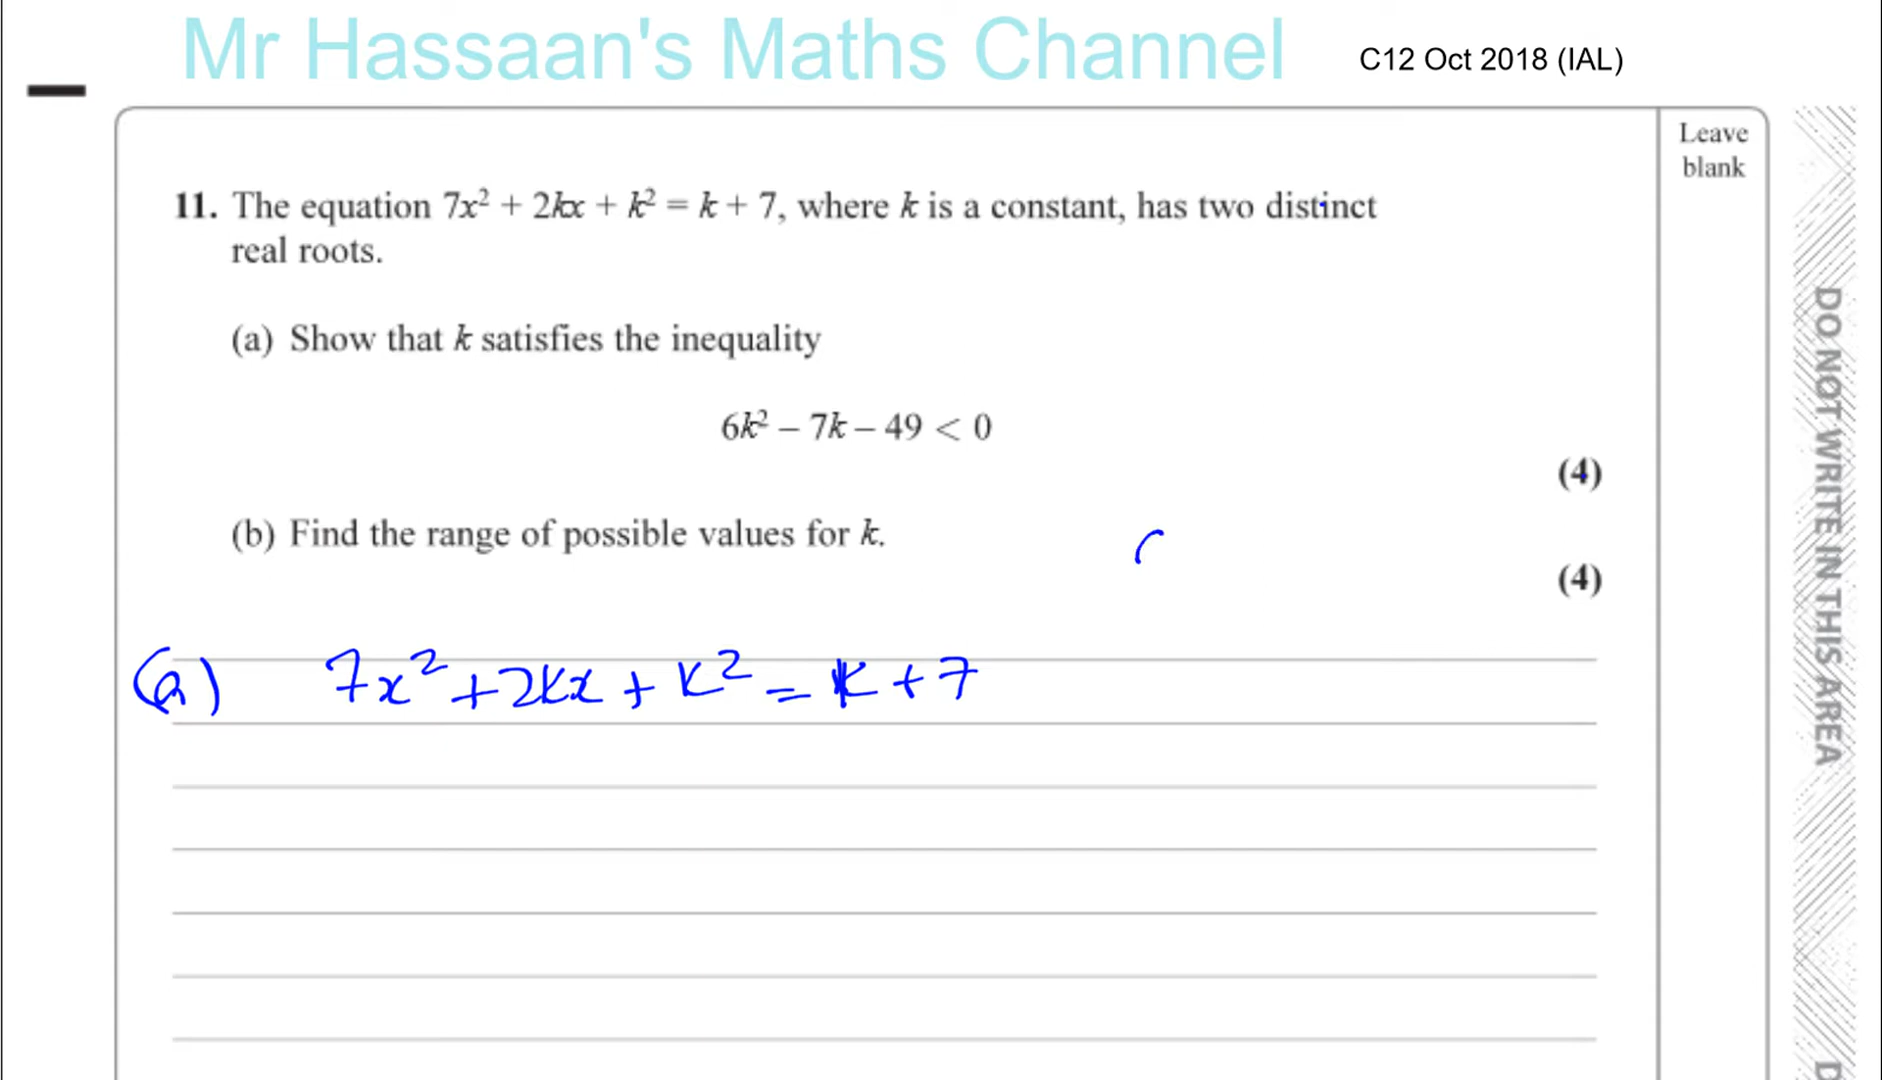 Mr Hassaan's Maths Channel
C12 Oct 2018 (IAL)
Leave
blank
11. The equation 7x² + 2kx + k² = k + 7, where k is a constant, has two distinct
real roots.
(a) Show that k satisfies the inequality
6k² – 7k – 49 < 0
(4)
(b) Find the range of possible values for k.
(4)
(a) 7x² + 2kx + k² = k + 7
DO NOT WRITE IN THIS AREA
D